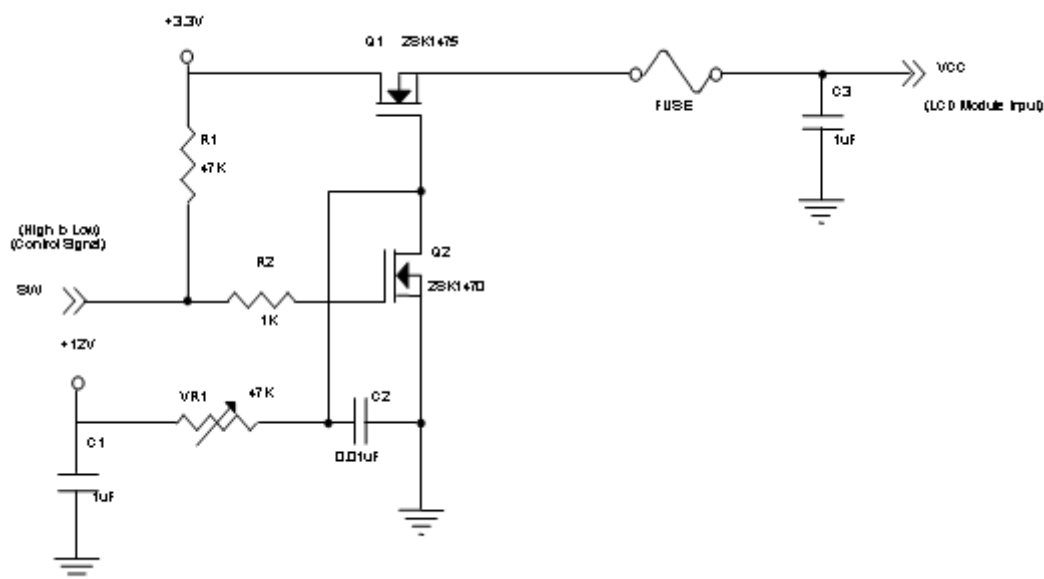 +3.3V
Q1 2SK1475
VCC
FUSE
C3
(LCD Module Input)
R1
47K
1uF
(High to Low)
(Control Signal)
Q2
R2
SW
2SK1470
1K
+12V
VR1
47K
C2
C1
0.01uF
1uF